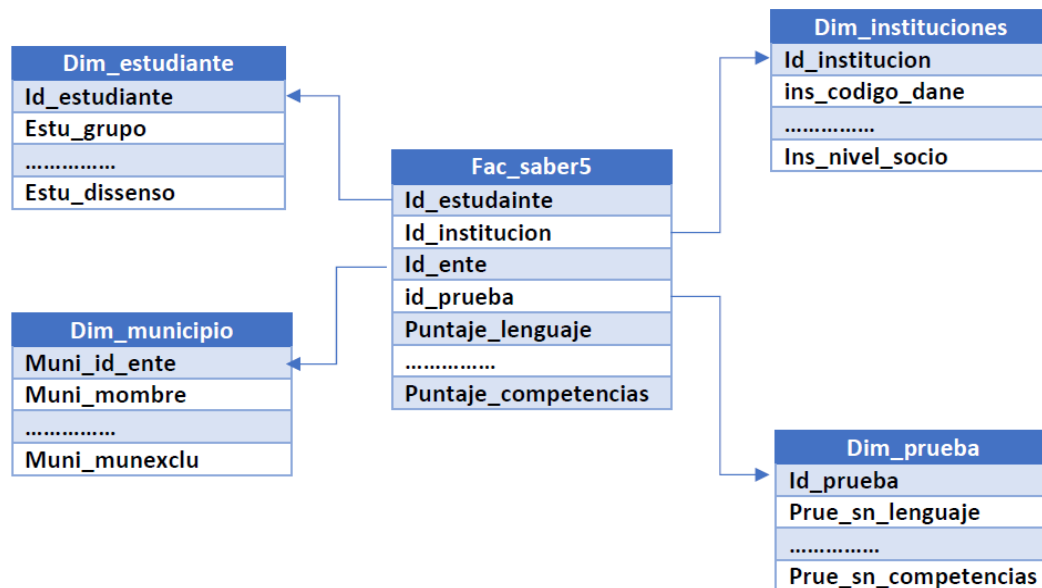 Dim_estudiante
Id_estudiante
Estu_grupo
……………
Estu_dissenso
Dim_instituciones
Id_institucion
ins_codigo_dane
……………
Ins_nivel_socio
Fac_saber5
Id_estudainte
Id_institucion
Id_ente
id_prueba
Puntaje_lenguaje
……………
Puntaje_competencias
Dim_municipio
Muni_id_ente
Muni_mombre
……………
Muni_munexclu
Dim_prueba
Id_prueba
Prue_sn_lenguaje
……………
Prue_sn_competencias